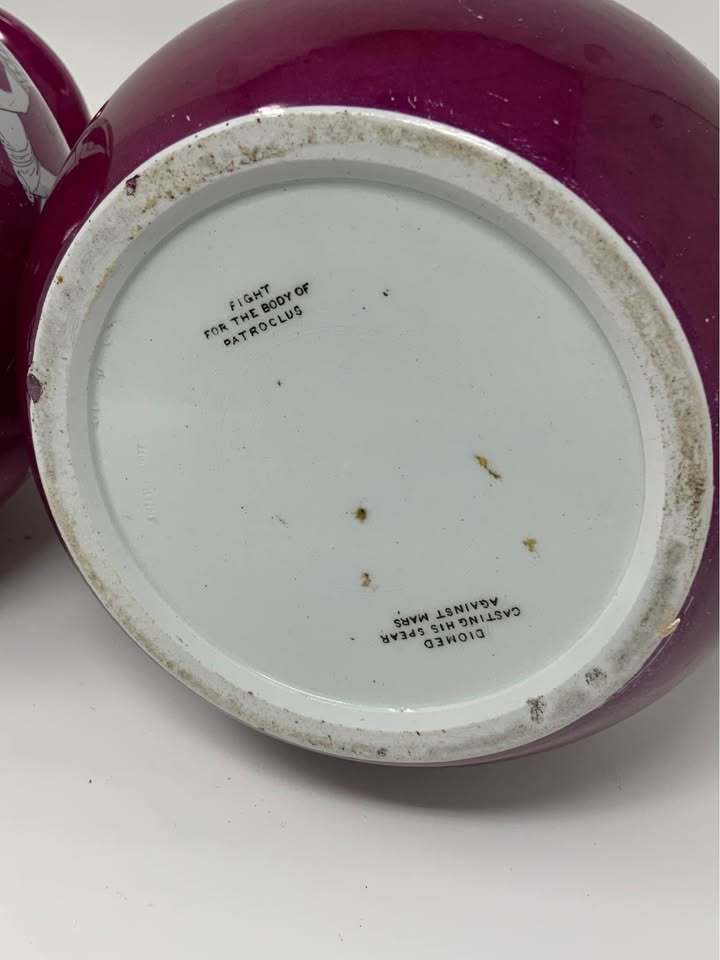 FIGHT
FOR THE BODY OF
PATROCLUS
DIOMED
CASTING HIS SPEAR
AGAINST MARS.